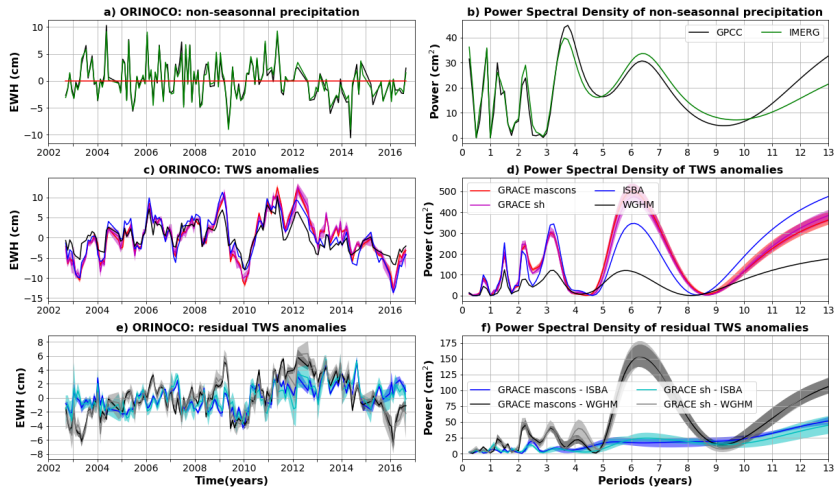 a) ORINOCO: non-seasonnal precipitation
EWH (cm)
10
5
0
−5
−10
2002 2004 2006 2008 2010 2012 2014 2016
b) Power Spectral Density of non-seasonnal precipitation
Power (cm²)
40
30
20
10
0
GPCC IMERG
0 1 2 3 4 5 6 7 8 9 10 11 12 13
c) ORINOCO: TWS anomalies
EWH (cm)
10
5
0
−5
−10
−15
2002 2004 2006 2008 2010 2012 2014 2016
d) Power Spectral Density of TWS anomalies
Power (cm²)
500
400
300
200
100
0
GRACE mascons ISBA
GRACE sh WGHM
0 1 2 3 4 5 6 7 8 9 10 11 12 13
e) ORINOCO: residual TWS anomalies
EWH (cm)
8
6
4
2
0
−2
−4
−6
−8
2002 2004 2006 2008 2010 2012 2014 2016
Time(years)
f) Power Spectral Density of residual TWS anomalies
Power (cm²)
175
150
125
100
75
50
25
0
GRACE mascons - ISBA GRACE sh - ISBA
GRACE mascons - WGHM GRACE sh - WGHM
0 1 2 3 4 5 6 7 8 9 10 11 12 13
Periods (years)